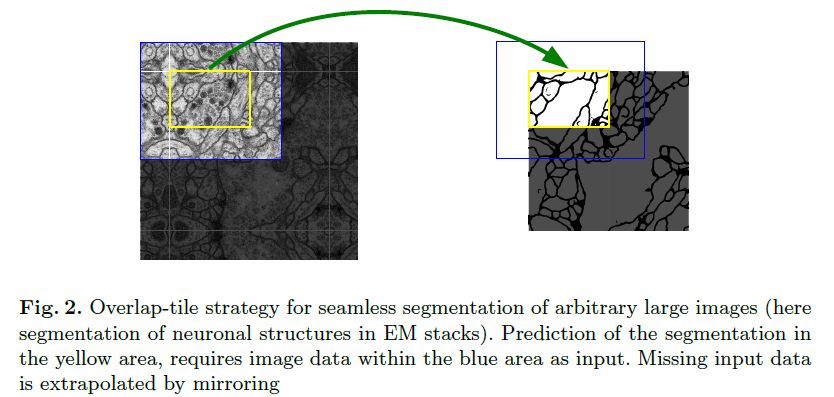 Fig. 2. Overlap-tile strategy for seamless segmentation of arbitrary large images (here
segmentation of neuronal structures in EM stacks). Prediction of the segmentation in
the yellow area, requires image data within the blue area as input. Missing input data
is extrapolated by mirroring